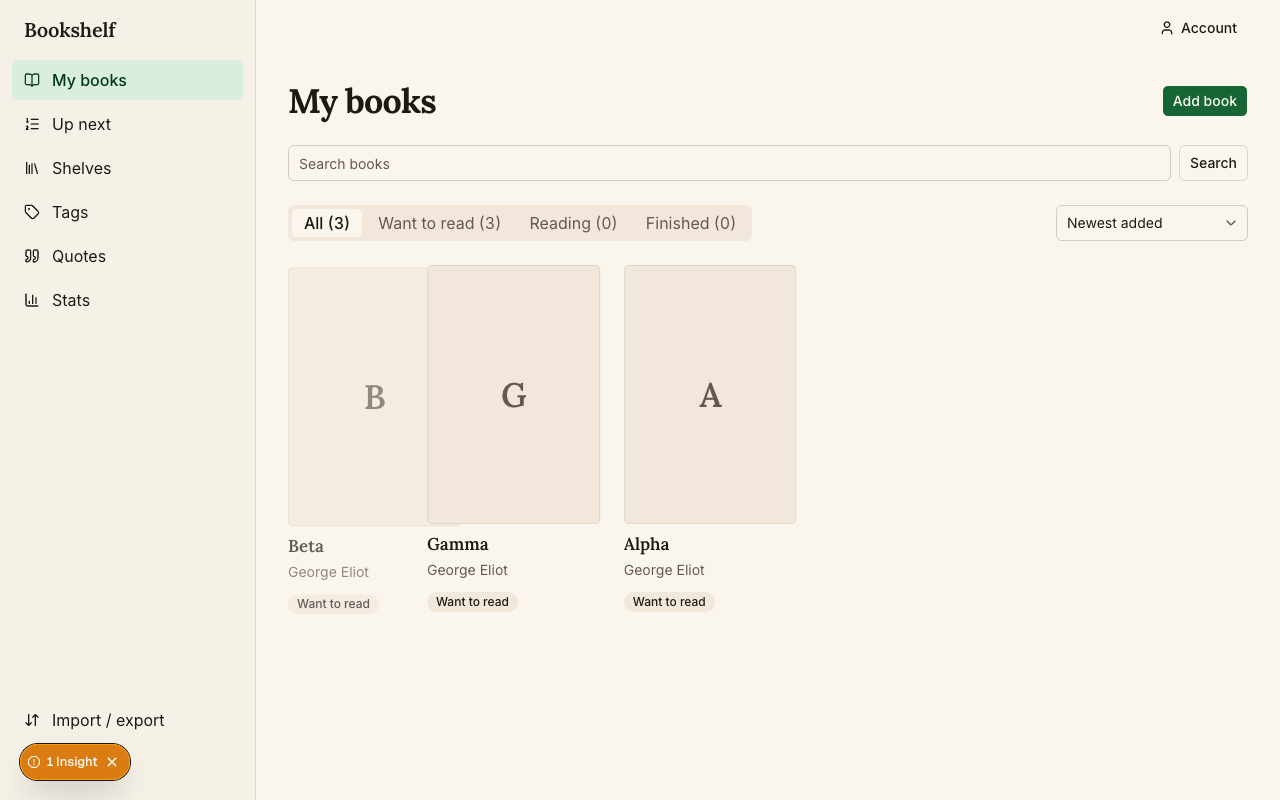 Bookshelf
Account
My books
Up next
Shelves
Tags
Quotes
Stats
Import / export
1 Insight
My books
Add book
Search books
Search
All (3)
Want to read (3)
Reading (0)
Finished (0)
Newest added
B
G
A
Beta
George Eliot
Want to read
Gamma
George Eliot
Want to read
Alpha
George Eliot
Want to read